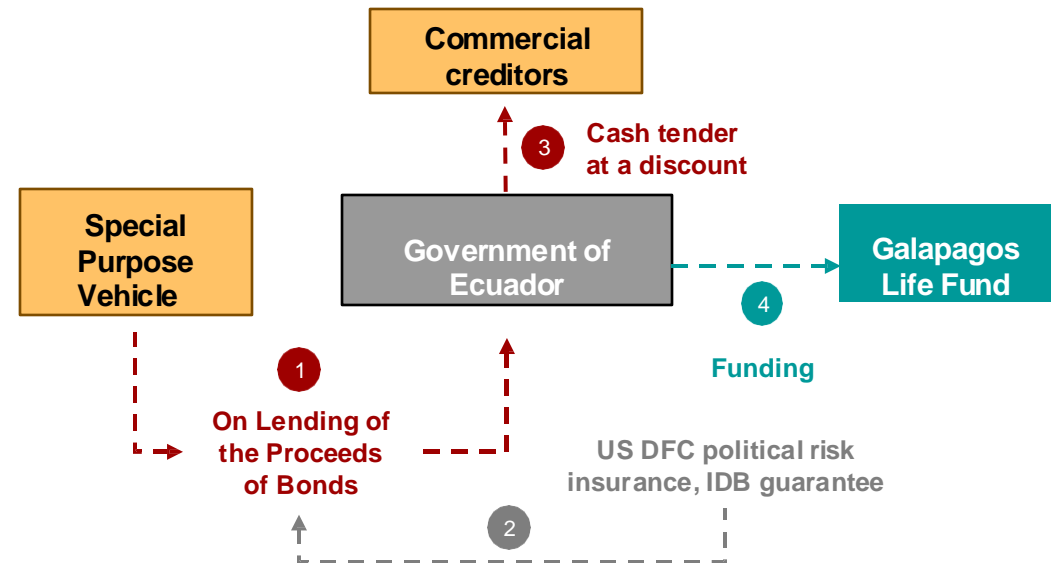 Commercial
creditors
3
Cash tender
at a discount
Special
Purpose
Vehicle
Government of
Ecuador
Galapagos
Life Fund
4
Funding
1
On Lending of
the Proceeds
of Bonds
US DFC political risk
insurance, IDB guarantee
2